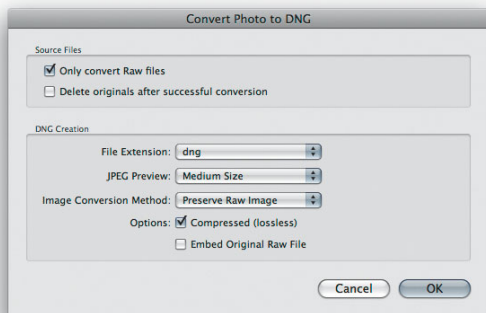 Convert Photo to DNG
Source Files
Only convert Raw files
Delete originals after successful conversion
DNG Creation
File Extension: dng
JPEG Preview: Medium Size
Image Conversion Method: Preserve Raw Image
Options: Compressed (lossless)
Embed Original Raw File
Cancel OK